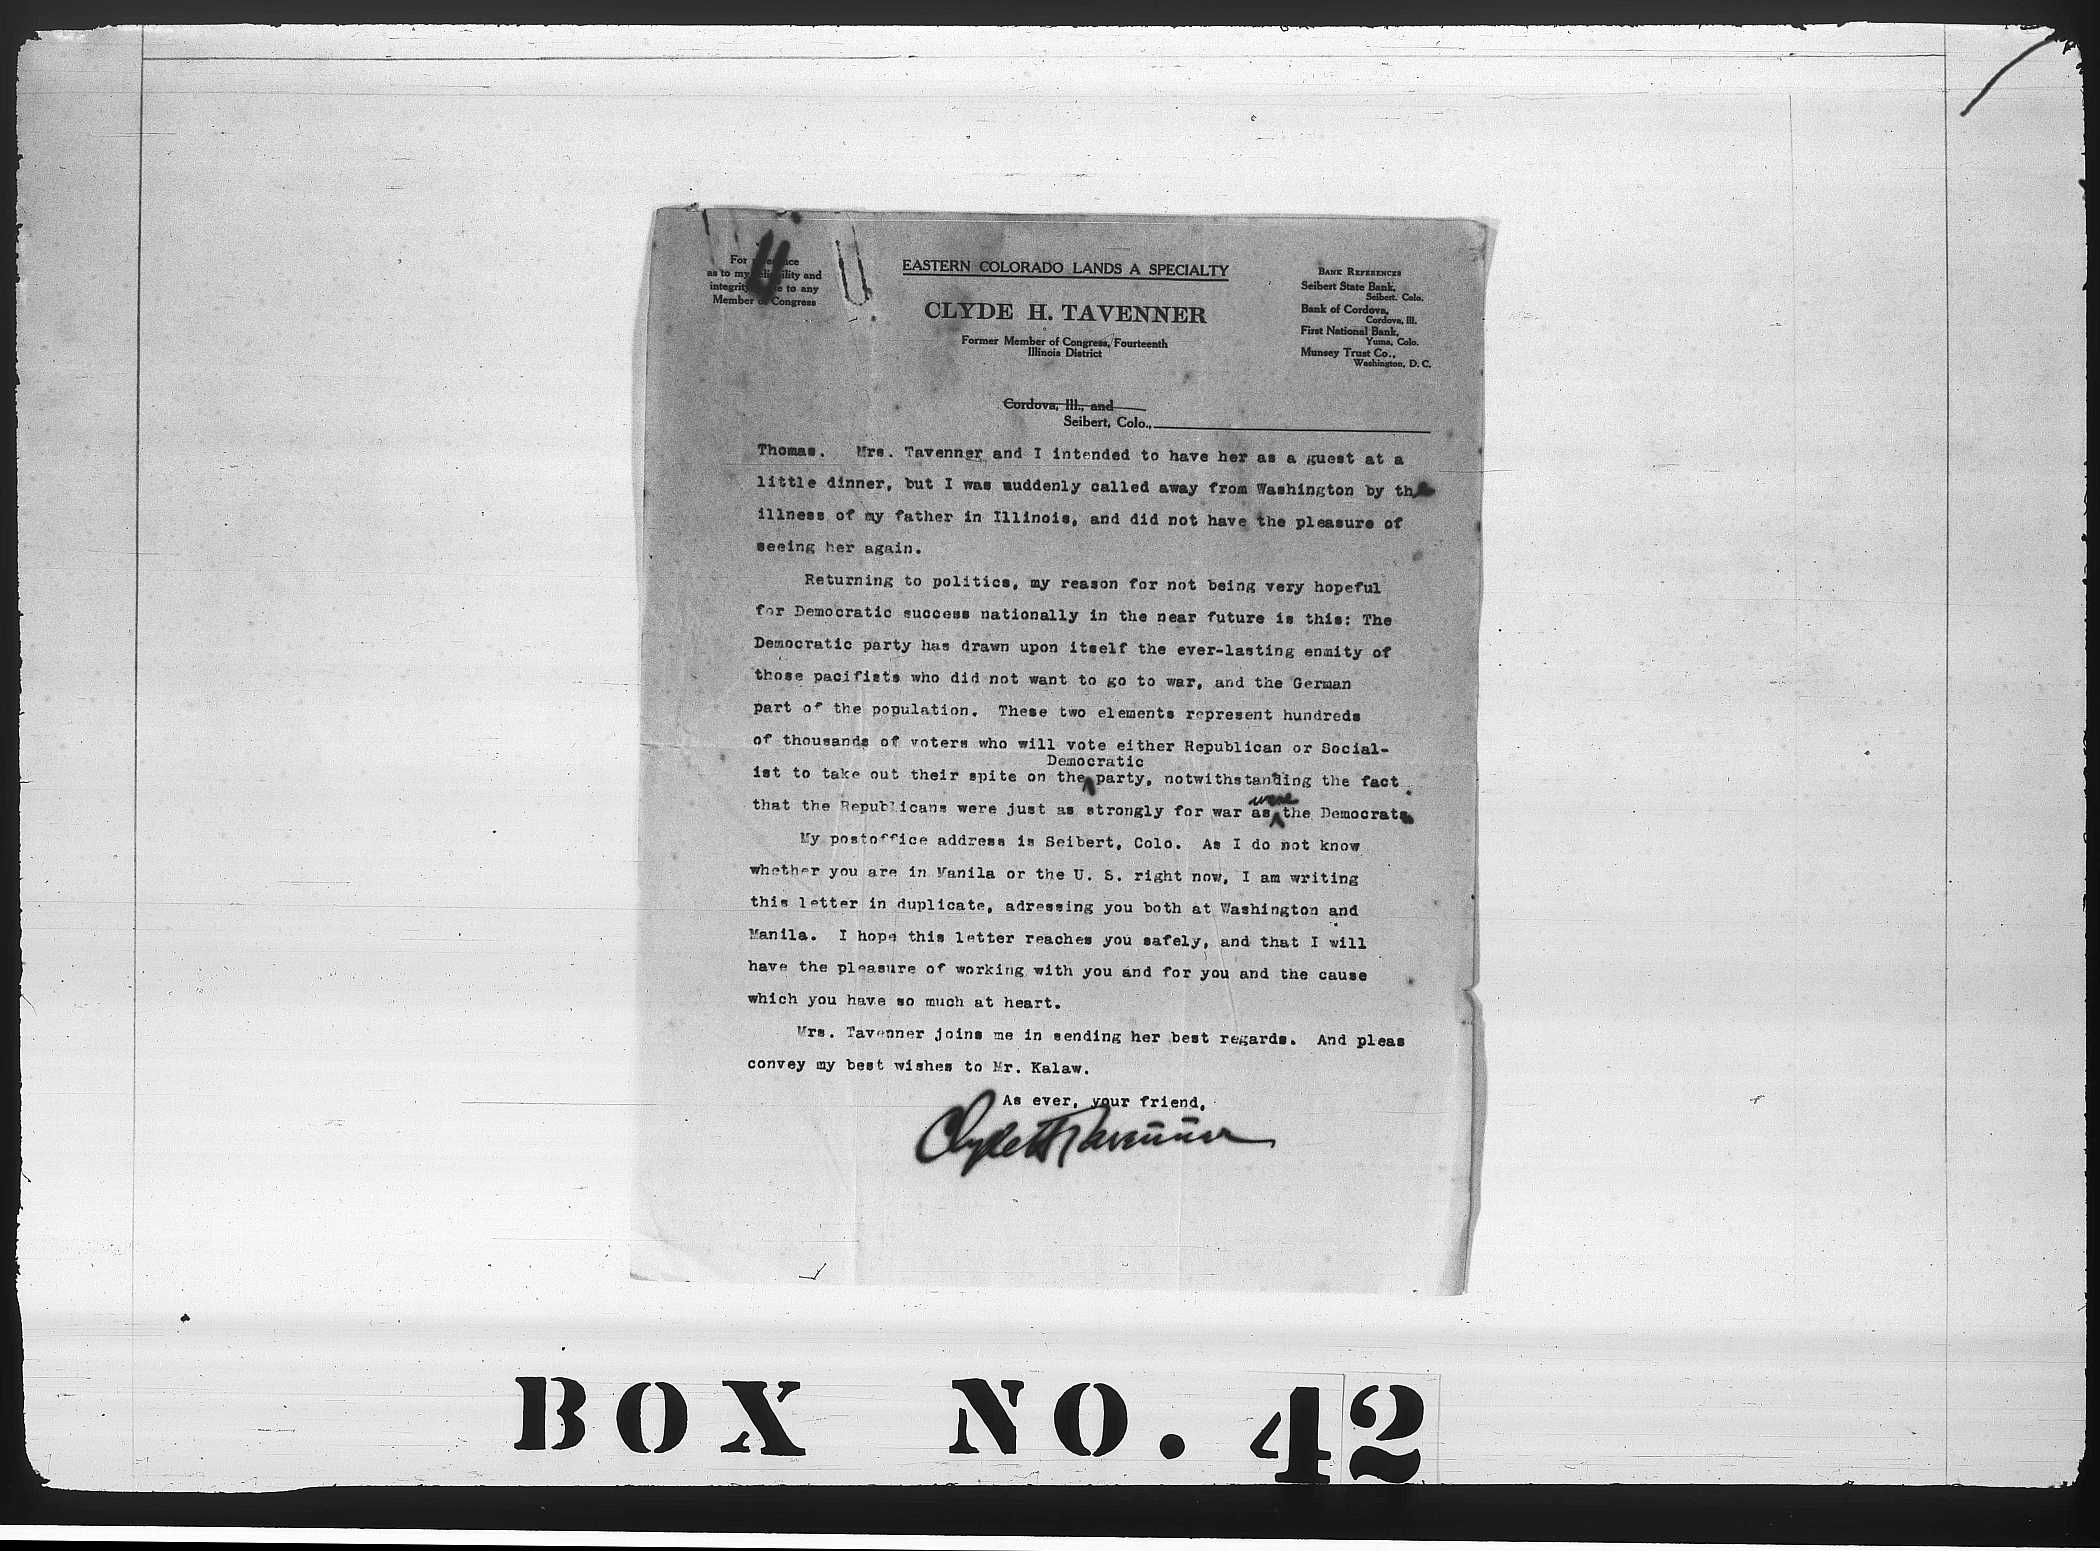 For reference
as to my reliability and
integrity write to any
Member of Congress
EASTERN COLORADO LANDS A SPECIALTY
CLYDE H. TAVENNER
Former Member of Congress, Fourteenth
Illinois District
BANK REFERENCES
Seibert State Bank,
Seibert, Colo.
Bank of Cordova,
Cordova, Ill.
First National Bank,
Yuma, Colo.
Munsey Trust Co.,
Washington, D. C.
Cordova, Ill., and
Seibert, Colo.,
Thomas. Mrs. Tavenner and I intended to have her as a guest at a
little dinner, but I was suddenly called away from Washington by the
illness of my father in Illinois, and did not have the pleasure of
seeing her again.
Returning to politics, my reason for not being very hopeful
for Democratic success nationally in the near future is this: The
Democratic party has drawn upon itself the ever-lasting enmity of
those pacifists who did not want to go to war, and the German
part of the population. These two elements represent hundreds
of thousands of voters who will vote either Republican or Social-
Democratic
ist to take out their spite on the party, notwithstanding the fact
were
that the Republicans were just as strongly for war as the Democrats
My postoffice address is Seibert, Colo. As I do not know
whether you are in Manila or the U. S. right now, I am writing
this letter in duplicate, adressing you both at Washington and
Manila. I hope this letter reaches you safely, and that I will
have the pleasure of working with you and for you and the cause
which you have so much at heart.
Mrs. Tavenner joins me in sending her best regards. And pleas
convey my best wishes to Mr. Kalaw.
As ever, your friend,
Clyde H Tavenner
BOX NO. 42